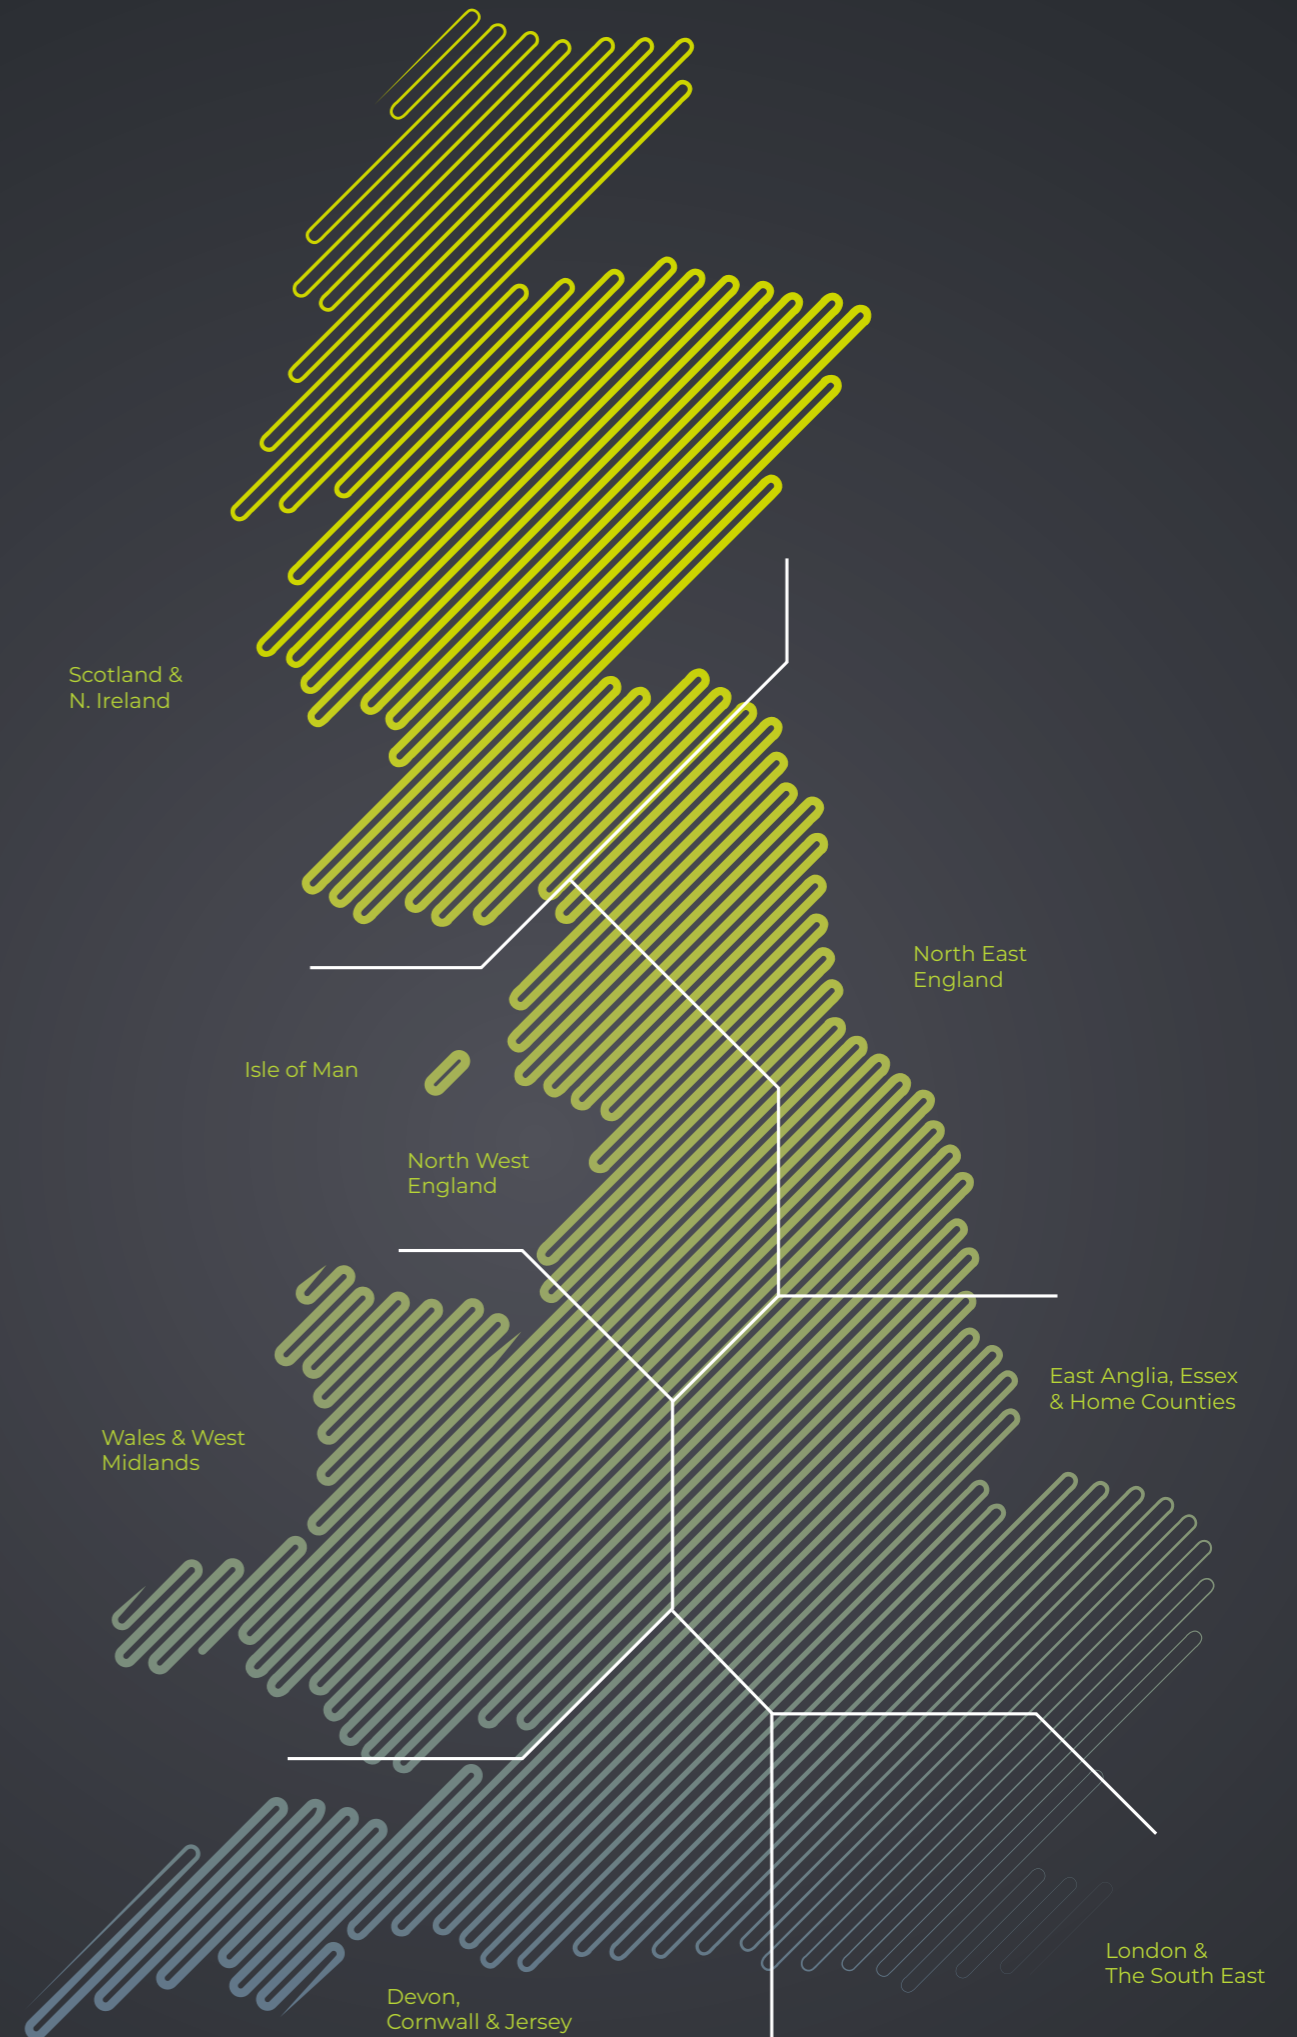 Scotland &
N. Ireland
North East
England
Isle of Man
North West
England
East Anglia, Essex
& Home Counties
Wales & West
Midlands
London &
The South East
Devon,
Cornwall & Jersey